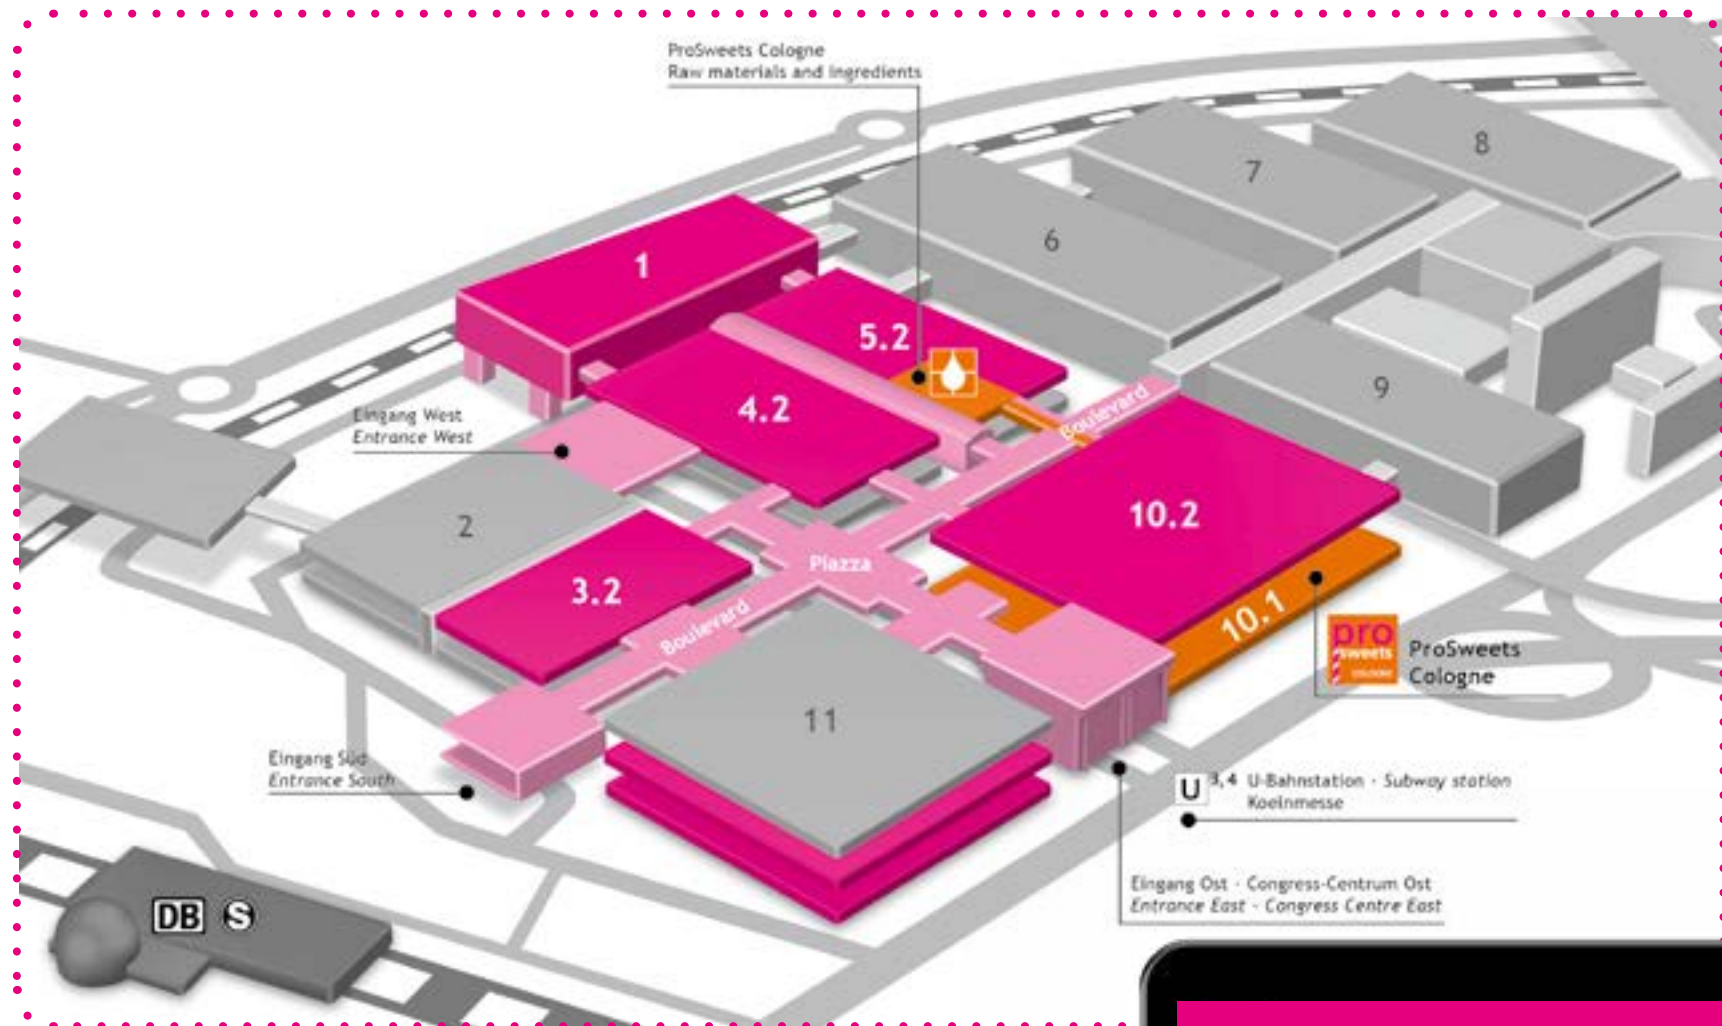 ProSweets Cologne
Raw materials and ingredients
8
7
6
1
5.2
9
4.2
Boulevard
Eingang West
Entrance West
10.2
2
Piazza
3.2
10.1
Boulevard
pro
sweets
COLOGNE
ProSweets
Cologne
11
Eingang Süd
Entrance South
U 3,4 U-Bahnstation - Subway station
Koelnmesse
Eingang Ost - Congress-Centrum Ost
Entrance East - Congress Centre East
DB S